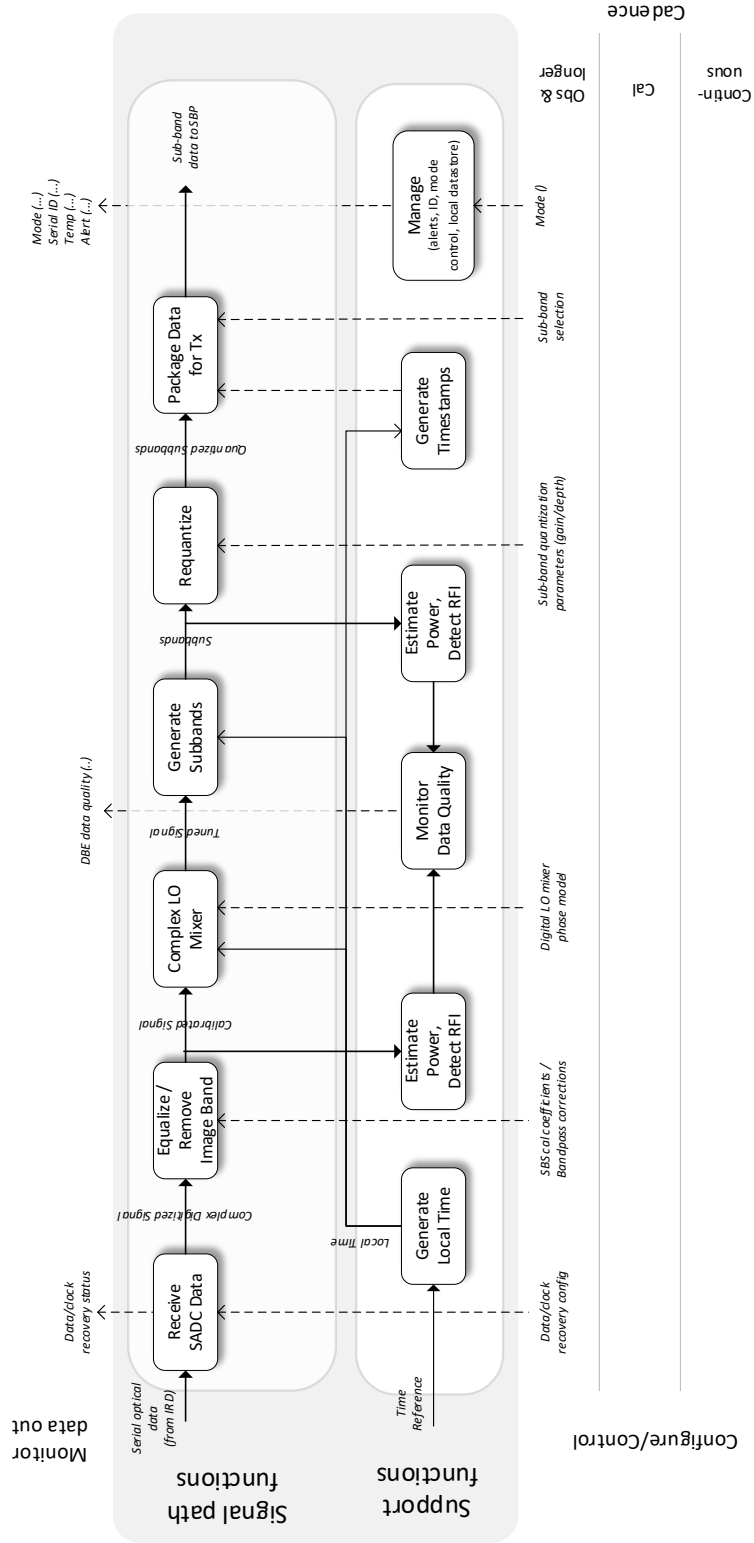 Monitor
data out
Data/clock
recovery status
DBE data quality (..)
Mode (...)
Serial ID (...)
Temp (...)
Alert (...)
Signal path
functions
Serial optical
data
(from IRD)
Receive
SADC Data
Complex Digitized Signal
Equalize /
Remove
Image Band
Calibrated Signal
Complex LO
Mixer
Tuned Signal
Generate
Subbands
Subbands
Requantize
Quantized Subbands
Package Data
for Tx
Sub-band
data to SBP
Support
functions
Time
Reference
Generate
Local Time
Local Time
Estimate
Power,
Detect RFI
Monitor
Data Quality
Estimate
Power,
Detect RFI
Generate
Timestamps
Manage
(alerts, ID, mode
control, local datastore)
Data/clock
recovery config
SBS cal coefficients /
Bandpass corrections
Digital LO mixer
phase model
Sub-band quantization
parameters (gain/depth)
Sub-band
selection
Mode ()
Configure/Control
Obs &
longer
Cal
Contin-
uous
Cadence